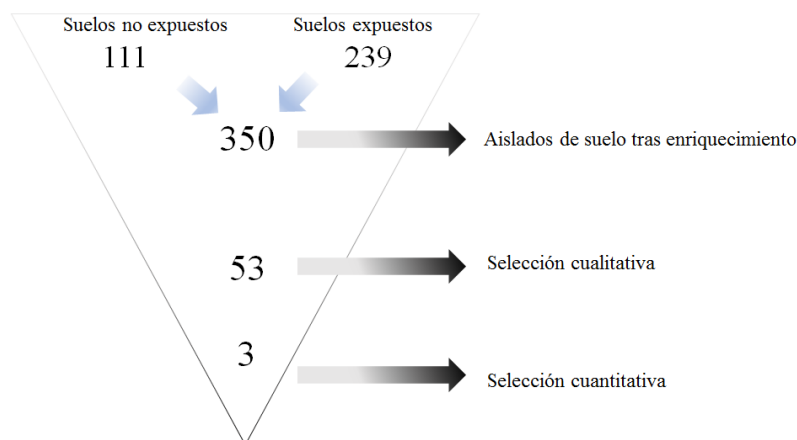 Suelos no expuestos
Suelos expuestos
111
239
350
Aislados de suelo tras enriquecimiento
53
Selección cualitativa
3
Selección cuantitativa